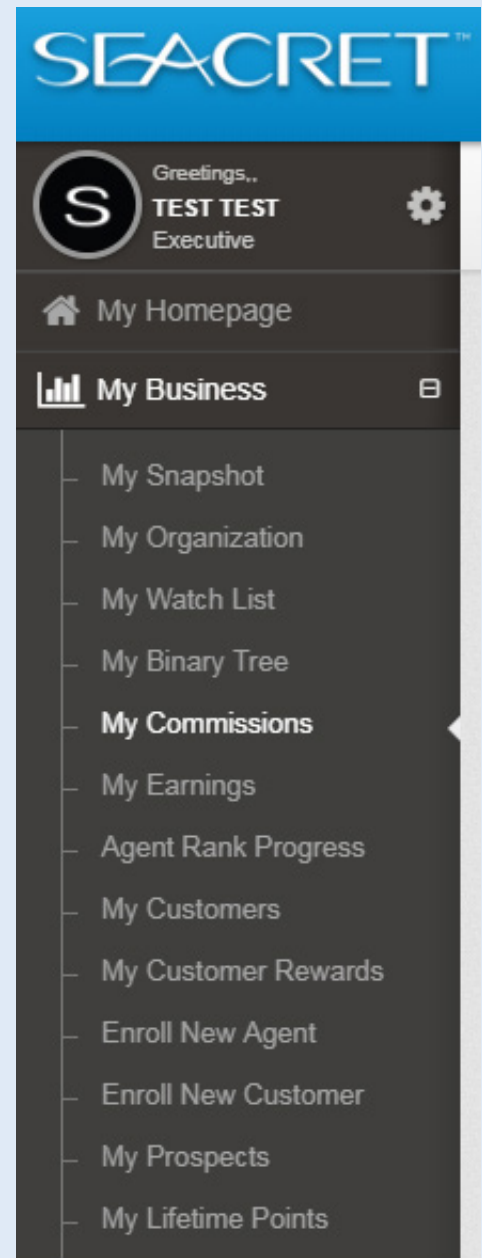 SEACRET™
Greetings,,
TEST TEST
Executive
My Homepage
My Business
My Snapshot
My Organization
My Watch List
My Binary Tree
My Commissions
My Earnings
Agent Rank Progress
My Customers
My Customer Rewards
Enroll New Agent
Enroll New Customer
My Prospects
My Lifetime Points